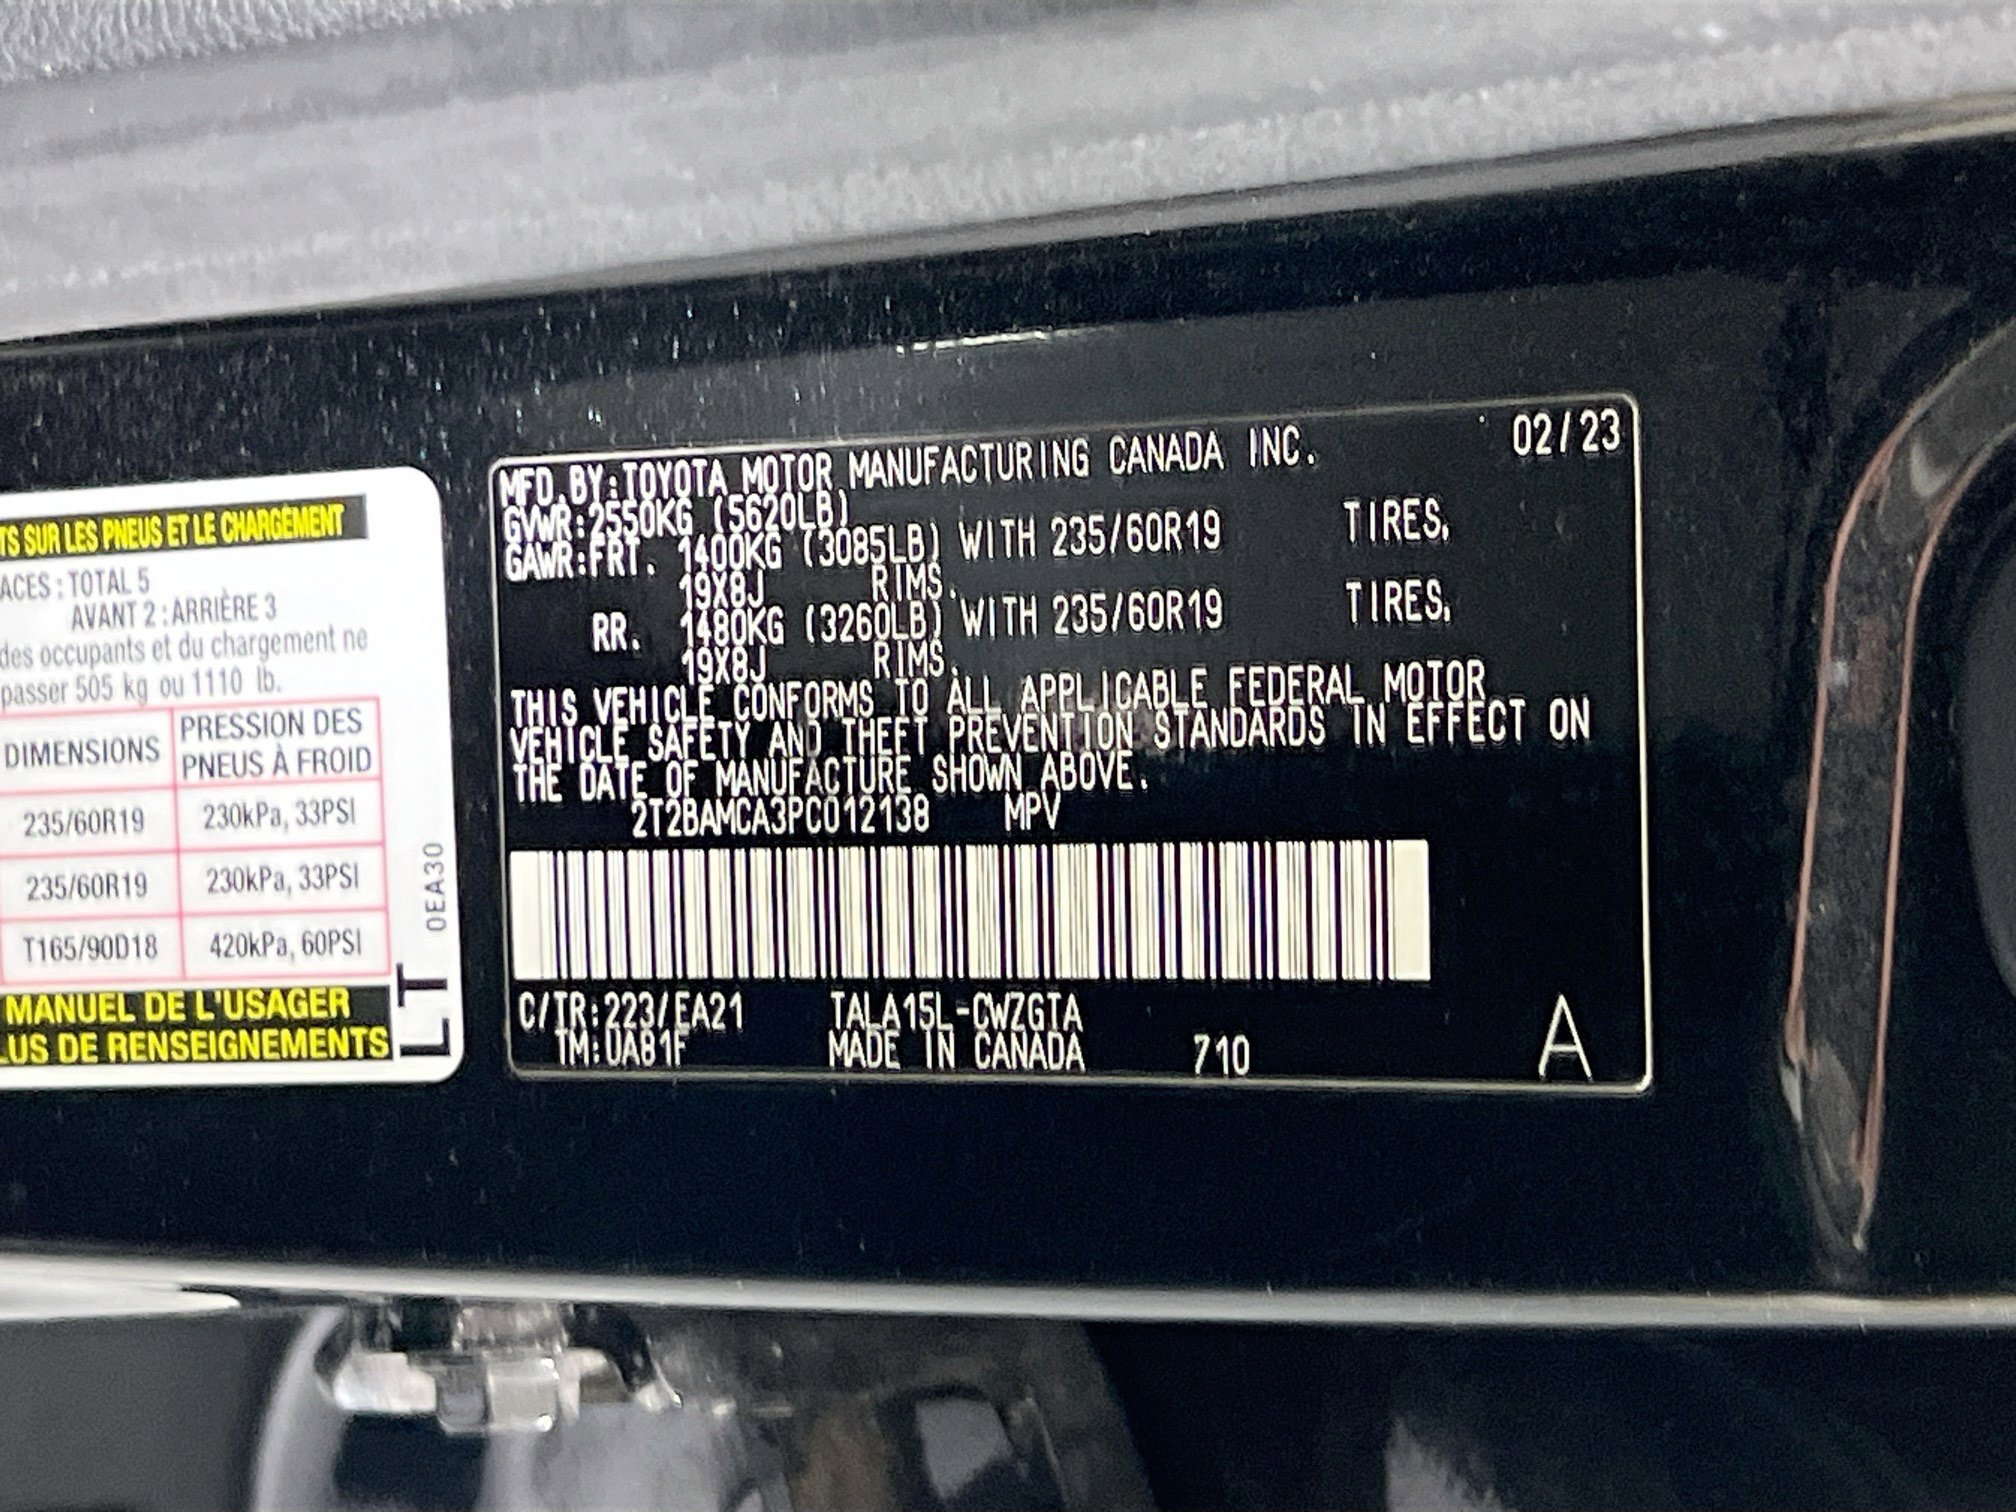 TS SUR LES PNEUS ET LE CHARGEMENT
ACES : TOTAL 5
AVANT 2 : ARRIÈRE 3
des occupants et du chargement ne
passer 505 kg ou 1110 lb.
DIMENSIONS PRESSION DES PNEUS À FROID
235/60R19 230kPa, 33PSI
235/60R19 230kPa, 33PSI
T165/90D18 420kPa, 60PSI
MANUEL DE L'USAGER
LUS DE RENSEIGNEMENTS
0EA30
LT
MFD.BY:TOYOTA MOTOR MANUFACTURING CANADA INC. 02/23
GVWR:2550KG (5620LB)
GAWR:FRT. 1400KG (3085LB) WITH 235/60R19 TIRES,
19X8J RIMS.
RR. 1480KG (3260LB) WITH 235/60R19 TIRES,
19X8J RIMS.
THIS VEHICLE CONFORMS TO ALL APPLICABLE FEDERAL MOTOR
VEHICLE SAFETY AND THEFT PREVENTION STANDARDS IN EFFECT ON
THE DATE OF MANUFACTURE SHOWN ABOVE.
2T2BAMCA3PC012138 MPV
C/TR:223/EA21 TALA15L-CWZGTA
TM:UA81F MADE IN CANADA 710 A